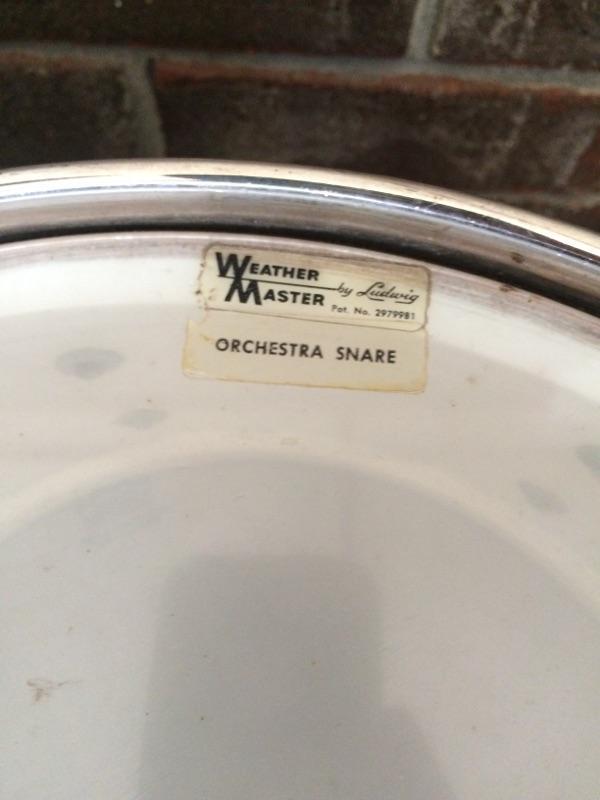 WEATHER
MASTER by Ludwig
Pat. No. 2979981
ORCHESTRA SNARE